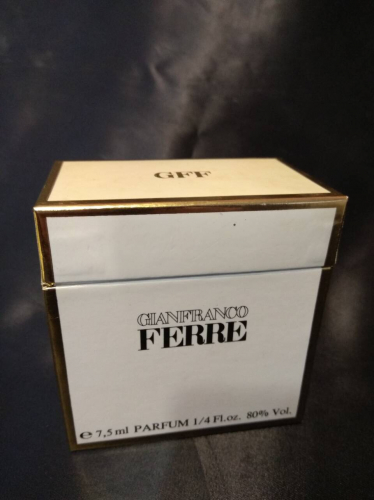 GFF
GIANFRANCO
FERRE
e 7,5 ml PARFUM 1/4 Fl.oz. 80% Vol.